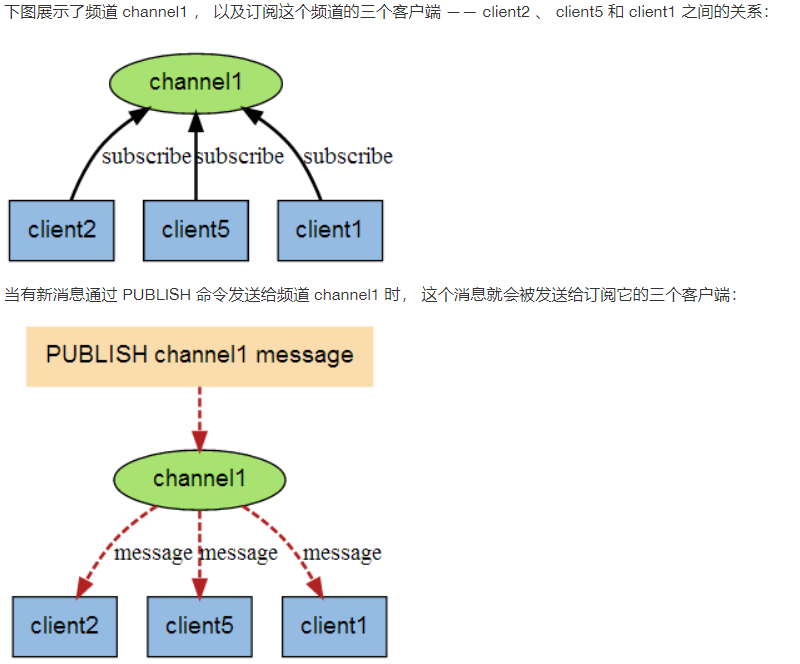 下图展示了频道 channel1 ， 以及订阅这个频道的三个客户端 —— client2 、 client5 和 client1 之间的关系：
channel1
subscribe subscribe subscribe
client2 client5 client1
当有新消息通过 PUBLISH 命令发送给频道 channel1 时， 这个消息就会被发送给订阅它的三个客户端：
PUBLISH channel1 message
channel1
message message message
client2 client5 client1